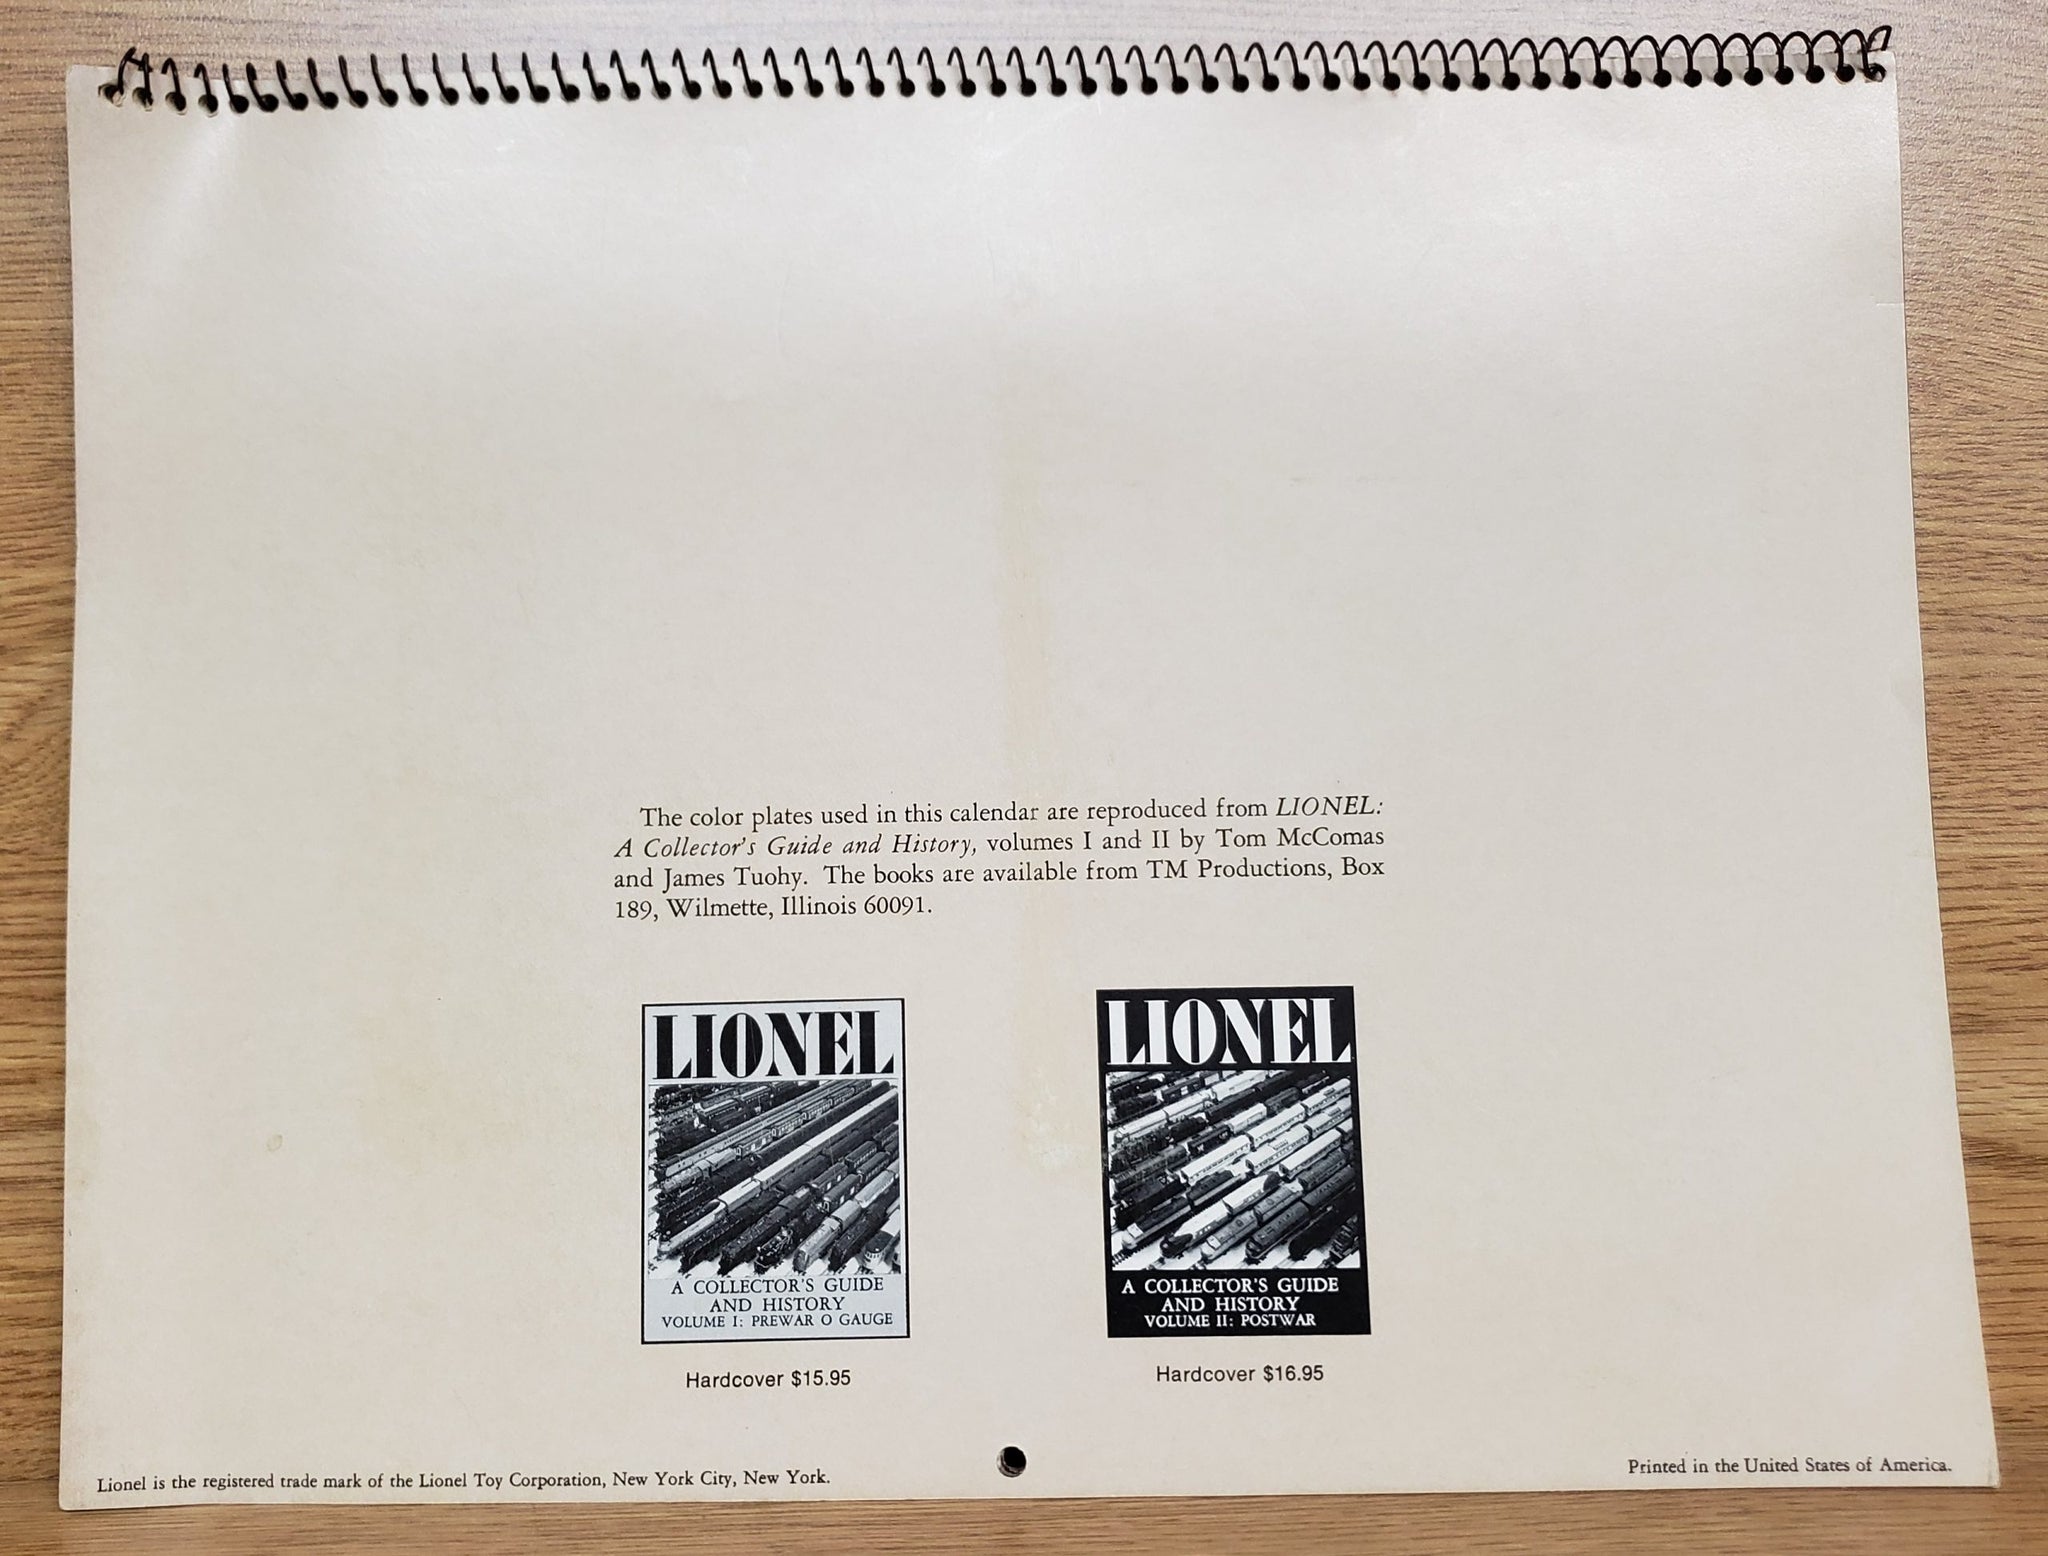 The color plates used in this calendar are reproduced from LIONEL:
A Collector's Guide and History, volumes I and II by Tom McComas
and James Tuohy. The books are available from TM Productions, Box
189, Wilmette, Illinois 60091.
LIONEL
A COLLECTOR'S GUIDE
AND HISTORY
VOLUME I: PREWAR O GAUGE
Hardcover $15.95
LIONEL
A COLLECTOR'S GUIDE
AND HISTORY
VOLUME II: POSTWAR
Hardcover $16.95
Lionel is the registered trade mark of the Lionel Toy Corporation, New York City, New York.
Printed in the United States of America.